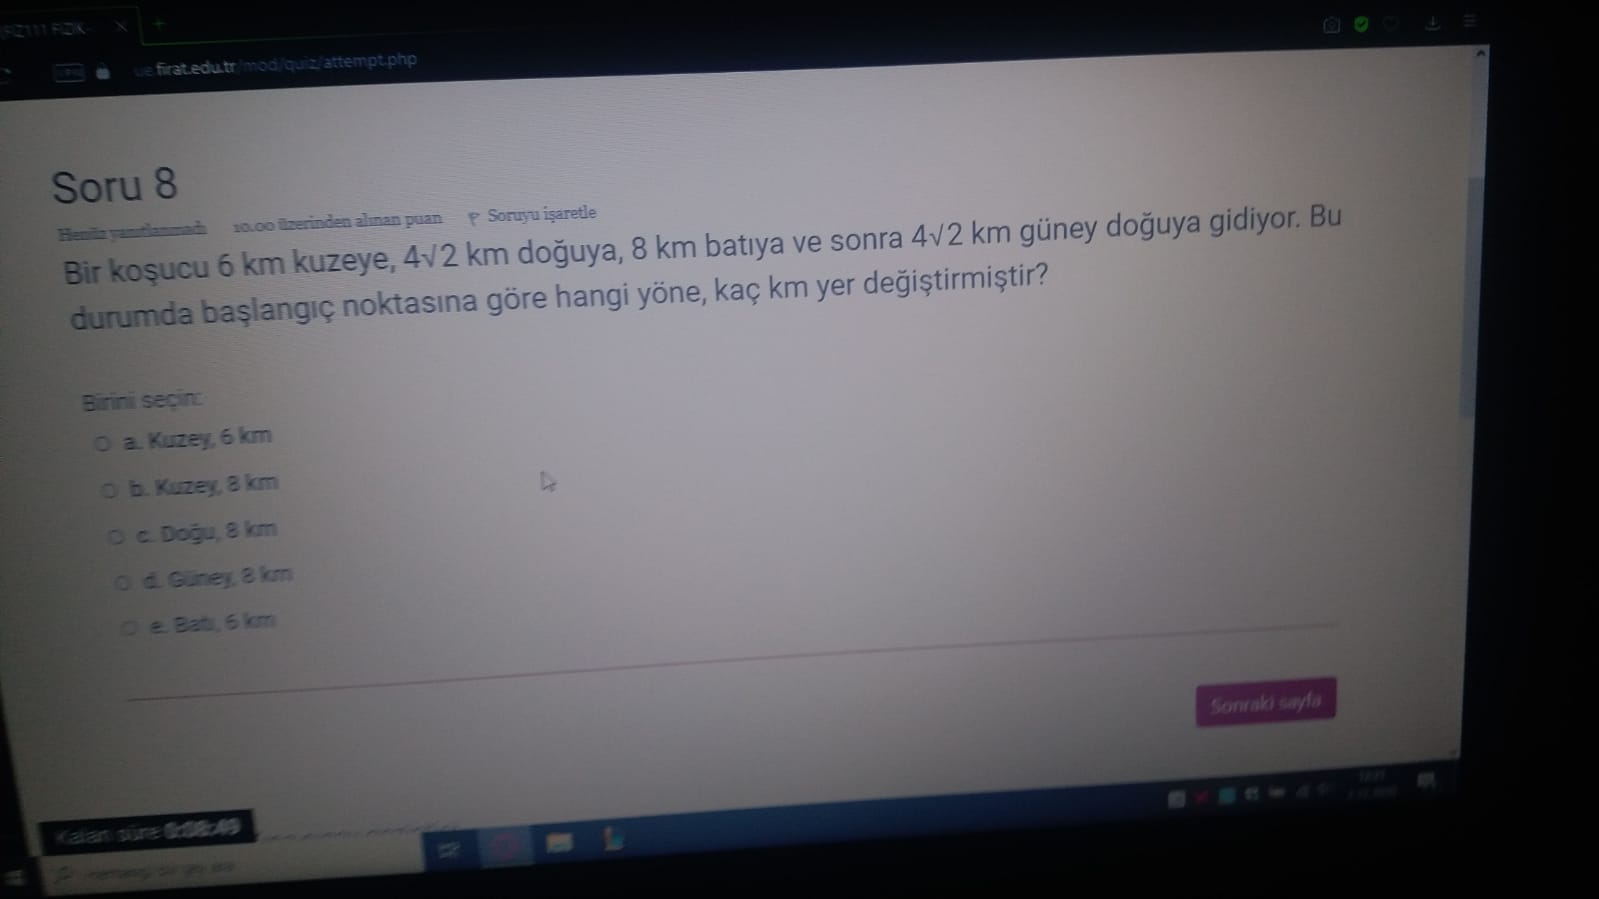 FIZ111 FİZİK-
ue.firat.edu.tr/mod/quiz/attempt.php
Soru 8
Henüz yanıtlanmadı 10.00 üzerinden alınan puan Soruyu işaretle
Bir koşucu 6 km kuzeye, 4√2 km doğuya, 8 km batıya ve sonra 4√2 km güney doğuya gidiyor. Bu
durumda başlangıç noktasına göre hangi yöne, kaç km yer değiştirmiştir?
Birini seçin:
a. Kuzey, 6 km
b. Kuzey, 8 km
c. Doğu, 8 km
d. Güney, 8 km
e. Batı, 6 km
Sonraki sayfa
Kalan süre 0:08:49